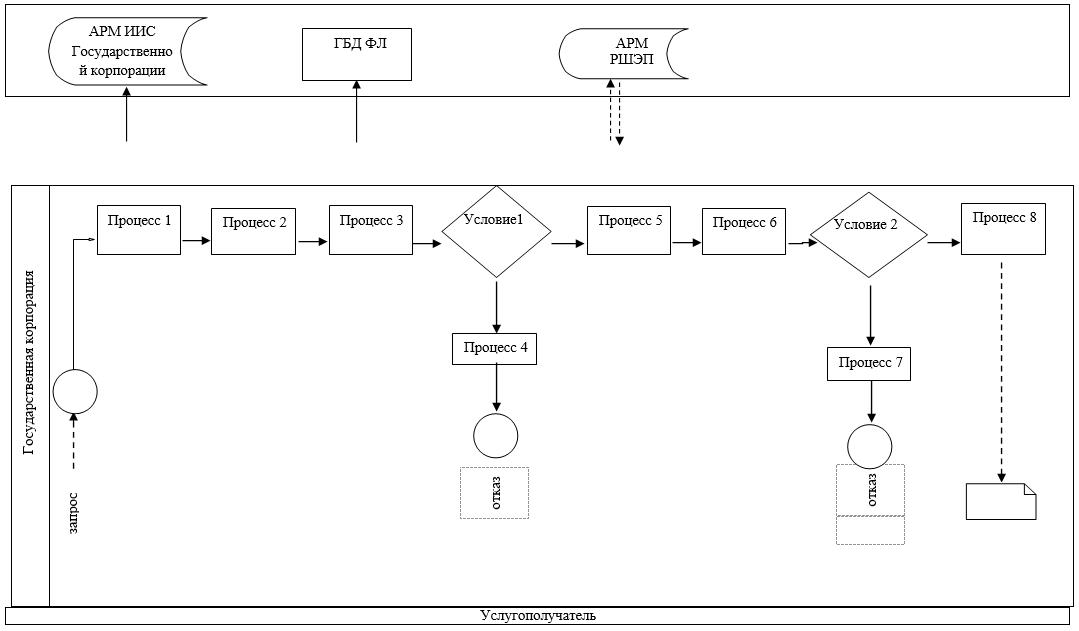 АРМ ИИС
Государственно
й корпорации
ГБД ФЛ
АРМ
РШЭП
Государственная корпорация
Процесс 1
Процесс 2
Процесс 3
Условие1
Процесс 5
Процесс 6
Условие 2
Процесс 8
Процесс 4
Процесс 7
запрос
отказ
отказ
Услугополучатель